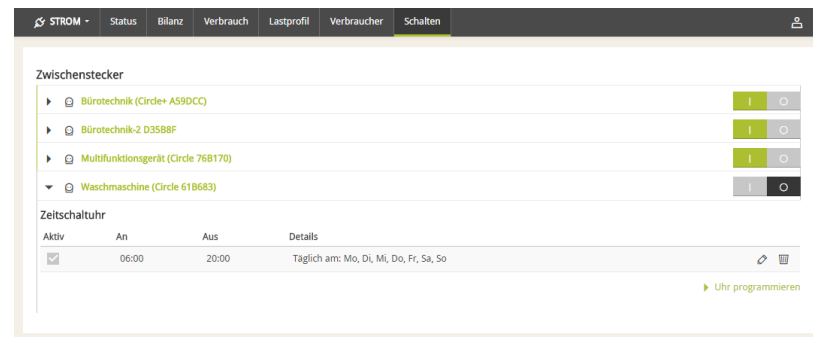 STROM Status Bilanz Verbrauch Lastprofil Verbraucher Schalten
Zwischenstecker
Bürotechnik (Circle+ A59DCC)
Bürotechnik-2 D35B8F
Multifunktionsgerät (Circle 76B170)
Waschmaschine (Circle 61B683)
Zeitschaltuhr
Aktiv An Aus Details
06:00 20:00 Täglich am: Mo, Di, Mi, Do, Fr, Sa, So
Uhr programmieren